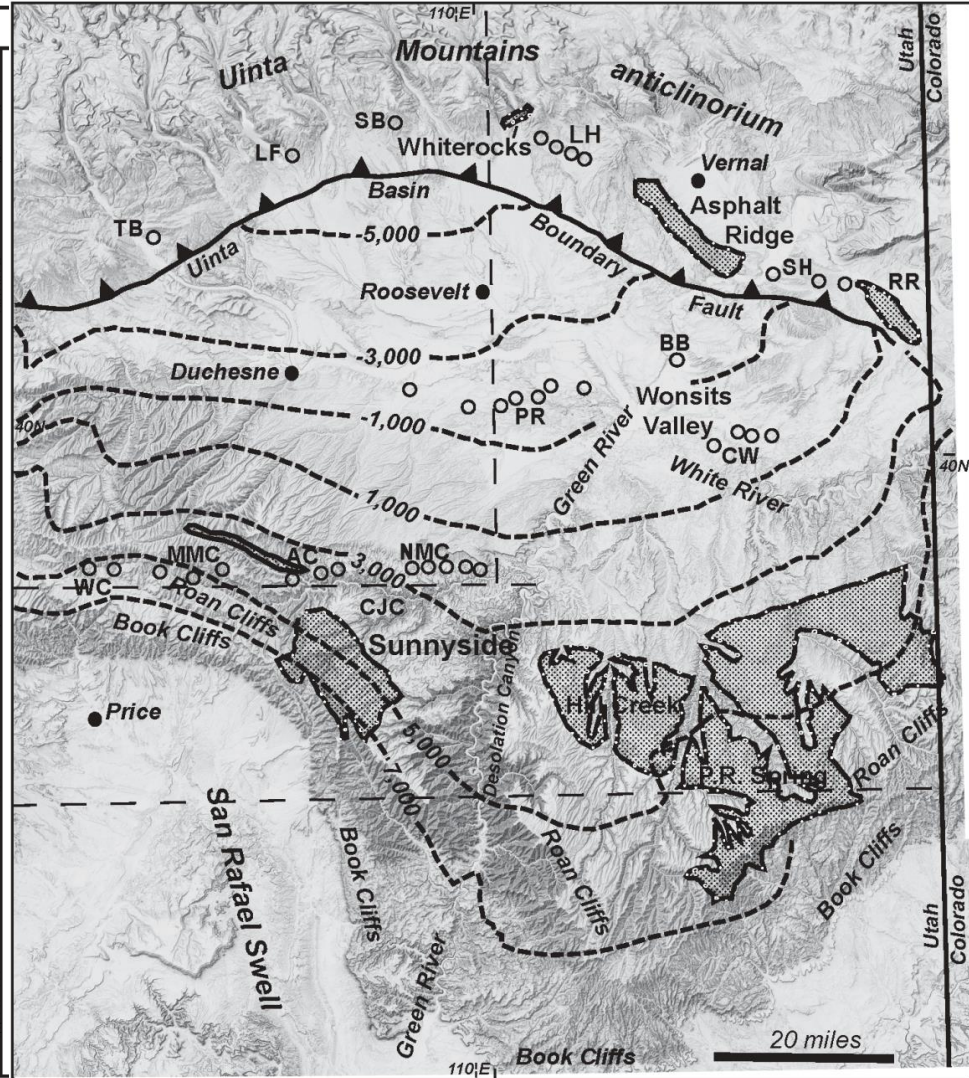 110°E
Utah
Colorado
Uinta
Mountains
anticlinorium
SB
Whiterocks
LH
LF
Vernal
Basin
Asphalt
Ridge
-5,000
TB
Uinta
Boundary
SH
RR
Roosevelt
Fault
-3,000
BB
Duchesne
Wonsits
Valley
PR
-1,000
40N
CW
Green River
White River
40N
1,000
MMC
AC
3,000
NMC
WC
Roan Cliffs
CJC
Book Cliffs
Sunnyside
Desolation Canyon
Hill Creek
Price
5,000
Roan Cliffs
P.R. Spring
7,000
San Rafael Swell
Book Cliffs
Roan Cliffs
Book Cliffs
Utah
Colorado
Green River
20 miles
Book Cliffs
110°E